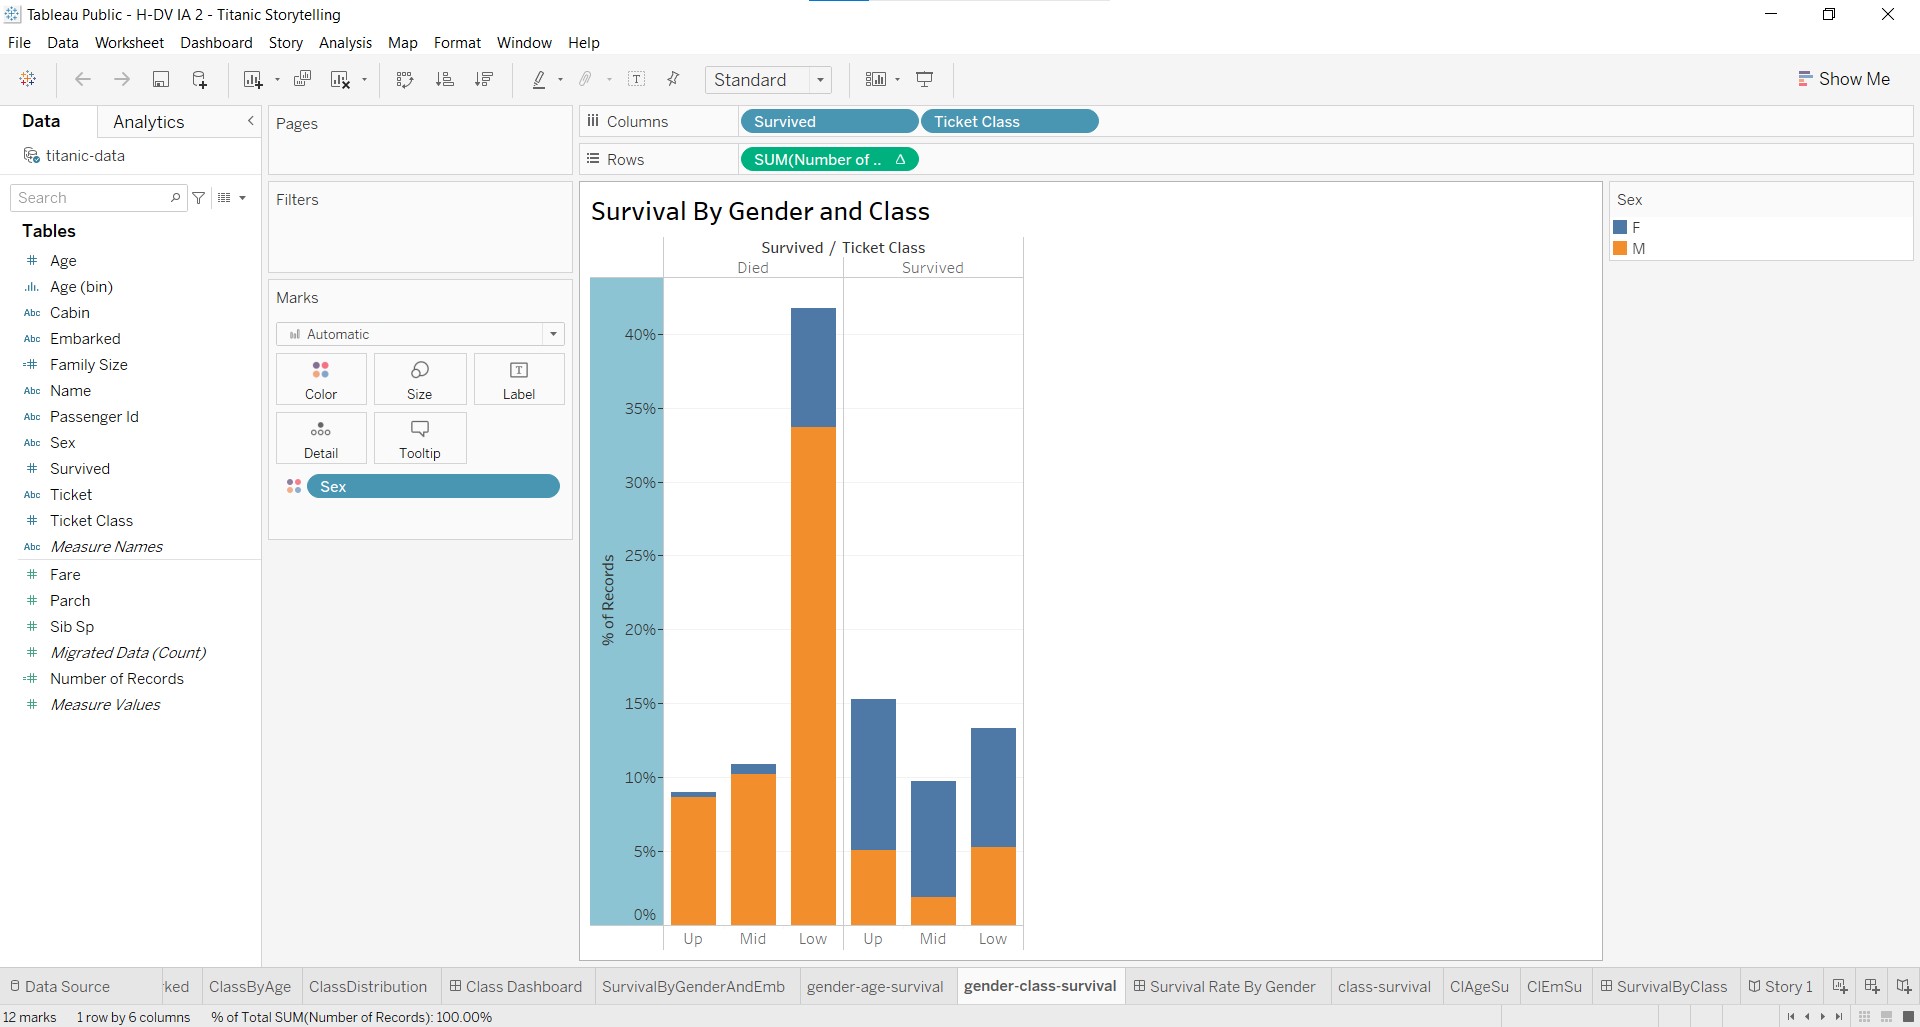 Tableau Public - H-DV IA 2 - Titanic Storytelling
File Data Worksheet Dashboard Story Analysis Map Format Window Help
Standard
Show Me
Data Analytics
titanic-data
Search
Tables
# Age
Age (bin)
Abc Cabin
Abc Embarked
=# Family Size
Abc Name
Abc Passenger Id
Abc Sex
# Survived
Abc Ticket
# Ticket Class
Abc Measure Names
# Fare
# Parch
# Sib Sp
# Migrated Data (Count)
=# Number of Records
# Measure Values
Pages
Filters
Marks
Automatic
Color Size Label
Detail Tooltip
Sex
Columns Survived Ticket Class
Rows SUM(Number of .. Δ
Survival By Gender and Class
Survived / Ticket Class
Died Survived
% of Records
40%
35%
30%
25%
20%
15%
10%
5%
0%
Up Mid Low Up Mid Low
Sex
F
M
Data Source ked ClassByAge ClassDistribution Class Dashboard SurvivalByGenderAndEmb gender-age-survival gender-class-survival Survival Rate By Gender class-survival ClAgeSu ClEmSu SurvivalByClass Story 1
12 marks 1 row by 6 columns % of Total SUM(Number of Records): 100.00%